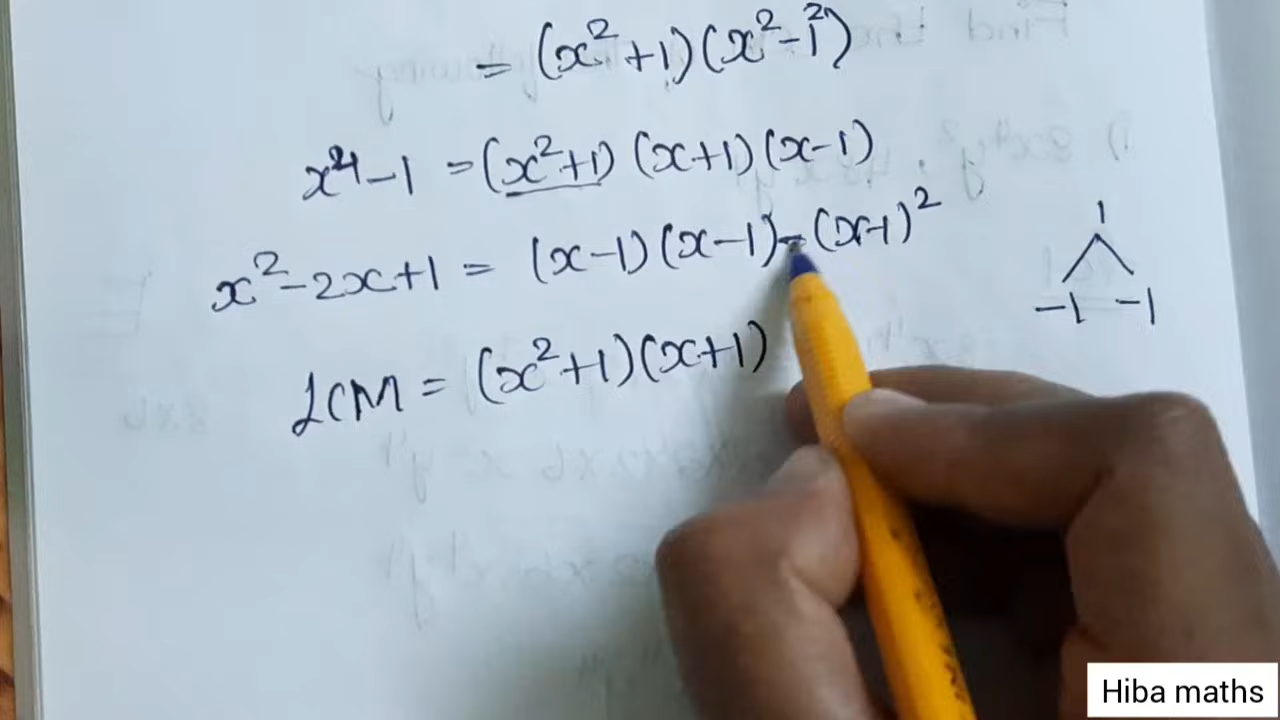 = (x²+1)(x²-1²)
x⁴-1 = (x²+1)(x+1)(x-1)
x²-2x+1 = (x-1)(x-1) = (x-1)²
1
-1 -1
LCM = (x²+1)(x+1)
Hiba maths